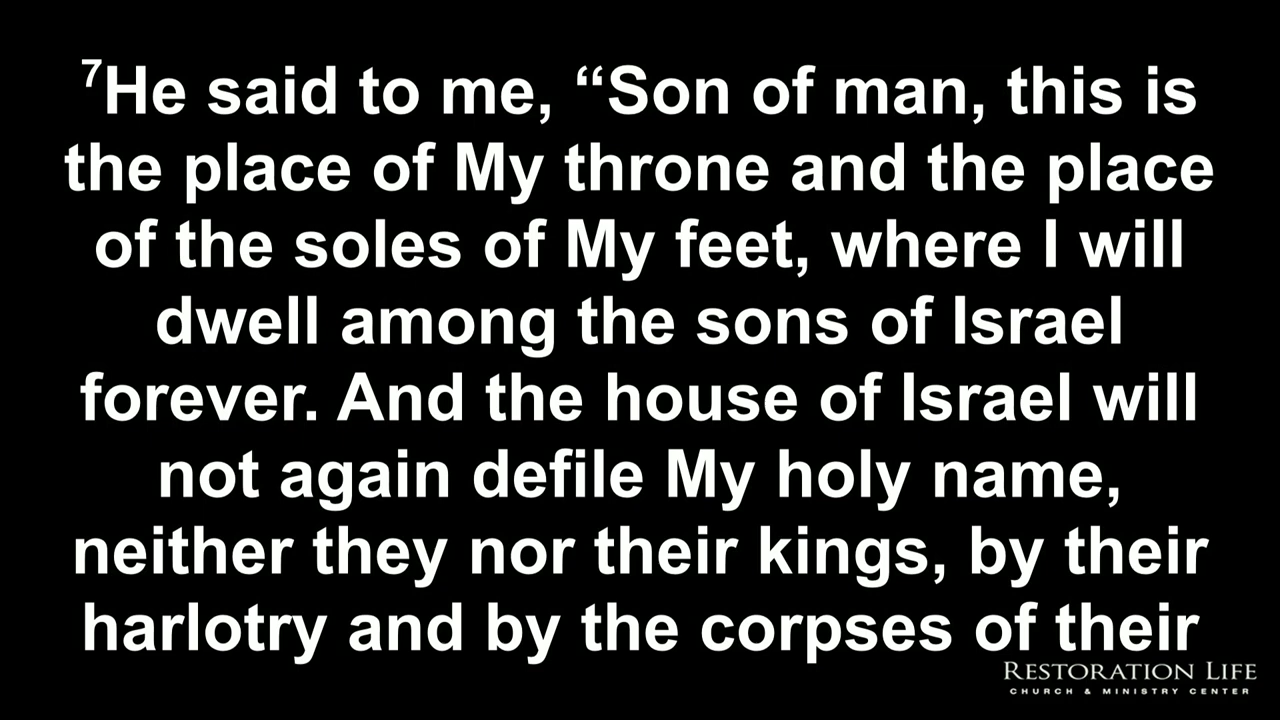 ⁷He said to me, “Son of man, this is
the place of My throne and the place
of the soles of My feet, where I will
dwell among the sons of Israel
forever. And the house of Israel will
not again defile My holy name,
neither they nor their kings, by their
harlotry and by the corpses of their
RESTORATION LIFE
CHURCH & MINISTRY CENTER